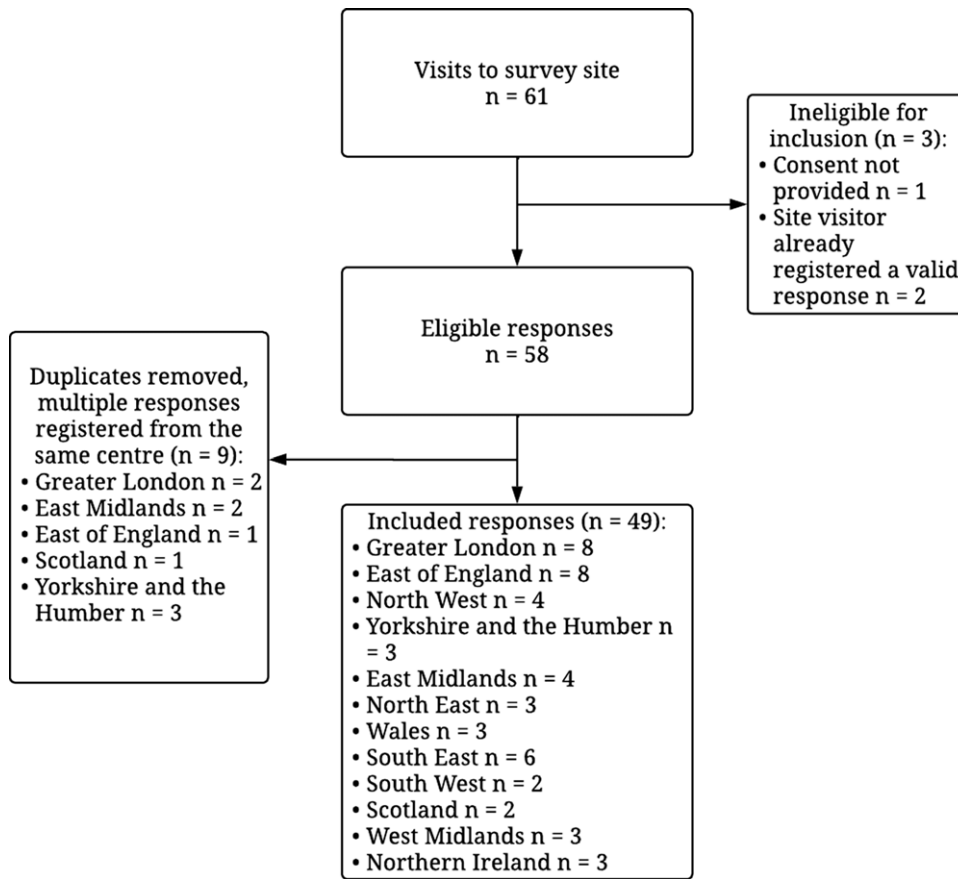 Visits to survey site
n = 61
Ineligible for
inclusion (n = 3):
• Consent not
provided n = 1
• Site visitor
already
registered a valid
response n = 2
Eligible responses
n = 58
Duplicates removed,
multiple responses
registered from the
same centre (n = 9):
• Greater London n = 2
• East Midlands n = 2
• East of England n = 1
• Scotland n = 1
• Yorkshire and the
Humber n = 3
Included responses (n = 49):
• Greater London n = 8
• East of England n = 8
• North West n = 4
• Yorkshire and the Humber n
= 3
• East Midlands n = 4
• North East n = 3
• Wales n = 3
• South East n = 6
• South West n = 2
• Scotland n = 2
• West Midlands n = 3
• Northern Ireland n = 3